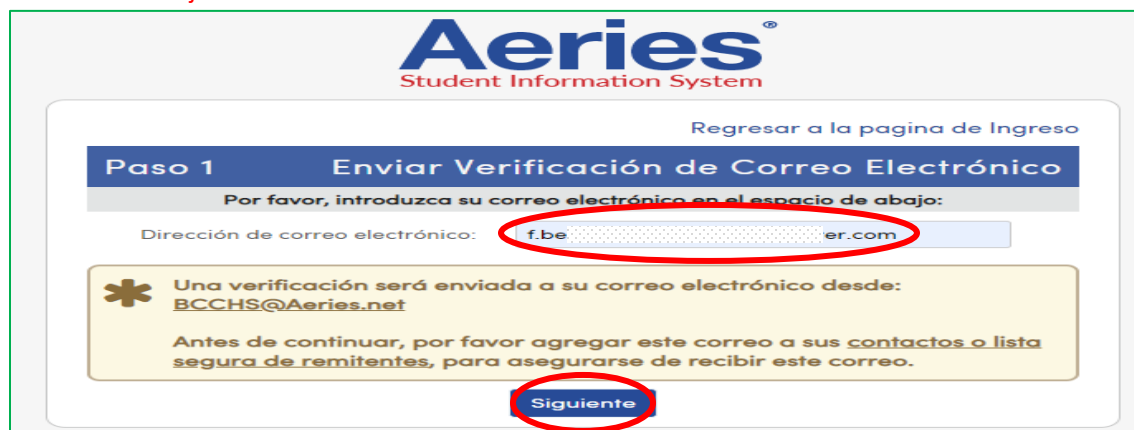 Aeries®
Student Information System
Regresar a la pagina de Ingreso
Paso 1 Enviar Verificación de Correo Electrónico
Por favor, introduzca su correo electrónico en el espacio de abajo:
Dirección de correo electrónico: f.be er.com
Una verificación será enviada a su correo electrónico desde:
BCCHS@Aeries.net
Antes de continuar, por favor agregar este correo a sus contactos o lista
segura de remitentes, para asegurarse de recibir este correo.
Siguiente